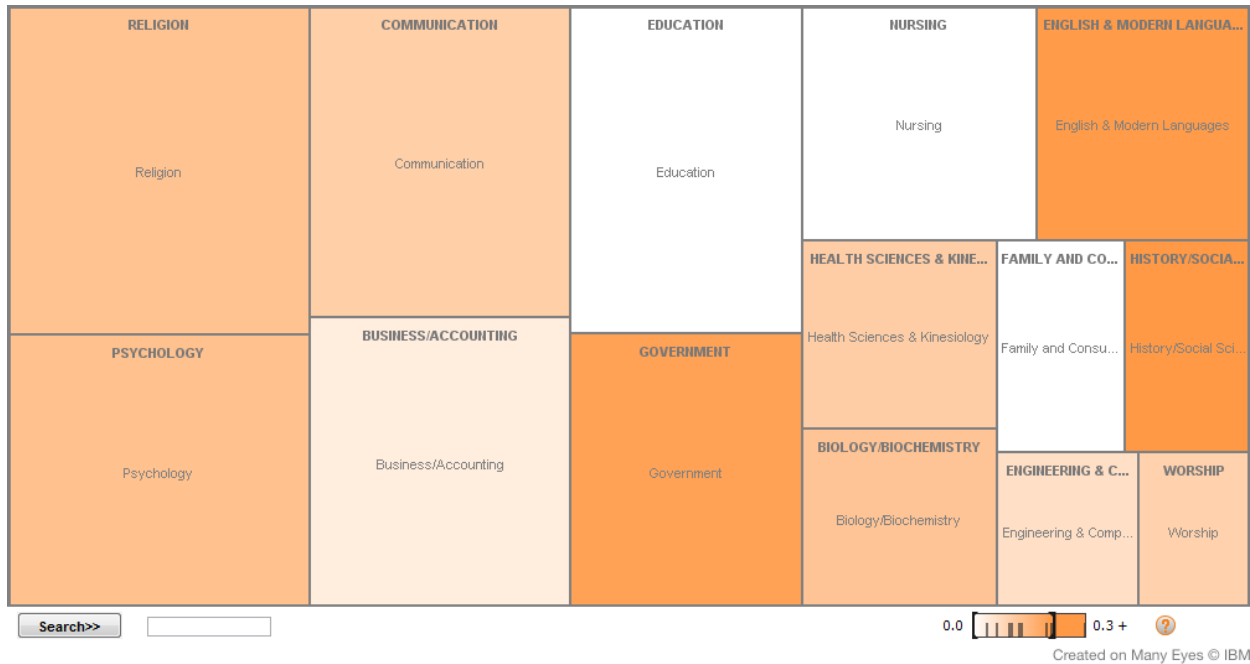 RELIGION
Religion
COMMUNICATION
Communication
EDUCATION
Education
NURSING
Nursing
ENGLISH & MODERN LANGUA...
English & Modern Languages
PSYCHOLOGY
Psychology
BUSINESS/ACCOUNTING
Business/Accounting
GOVERNMENT
Government
HEALTH SCIENCES & KINE...
Health Sciences & Kinesiology
FAMILY AND CO...
Family and Consu...
HISTORY/SOCIA...
History/Social Sci...
BIOLOGY/BIOCHEMISTRY
Biology/Biochemistry
ENGINEERING & C...
Engineering & Comp...
WORSHIP
Worship
Search>>
0.0
0.3 +
?
Created on Many Eyes © IBM